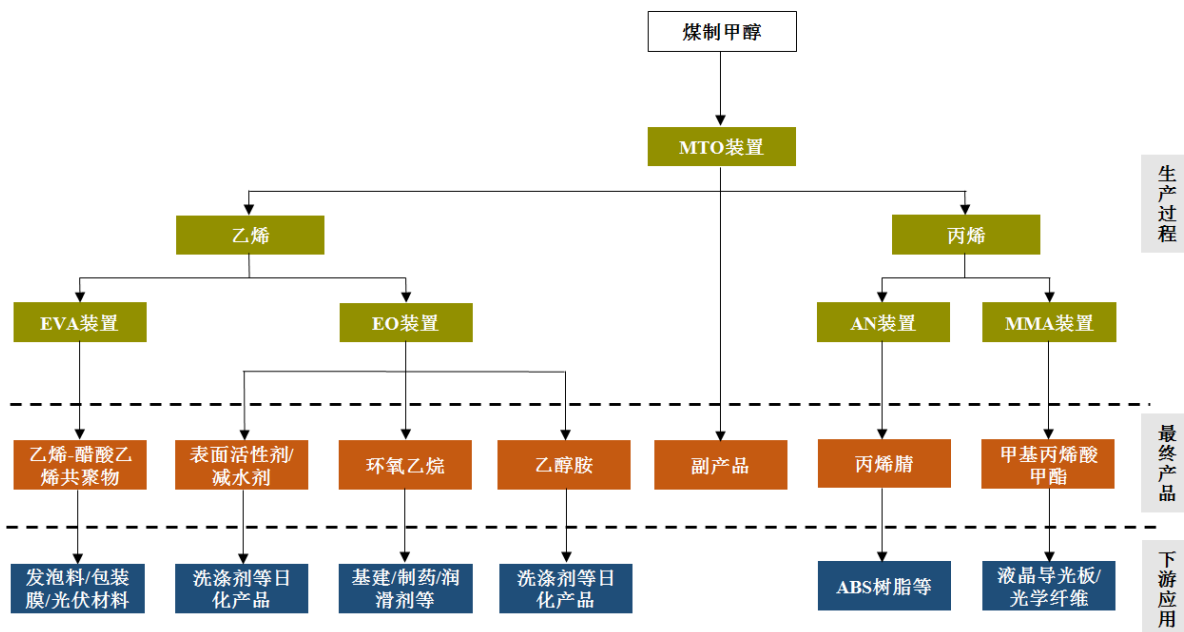 煤制甲醇
MTO装置
生产过程
乙烯
丙烯
EVA装置
EO装置
AN装置
MMA装置
最终产品
乙烯-醋酸乙
烯共聚物
表面活性剂/
减水剂
环氧乙烷
乙醇胺
副产品
丙烯腈
甲基丙烯酸
甲酯
下游应用
发泡料/包装
膜/光伏材料
洗涤剂等日
化产品
基建/制药/润
滑剂等
洗涤剂等日
化产品
ABS树脂等
液晶导光板/
光学纤维